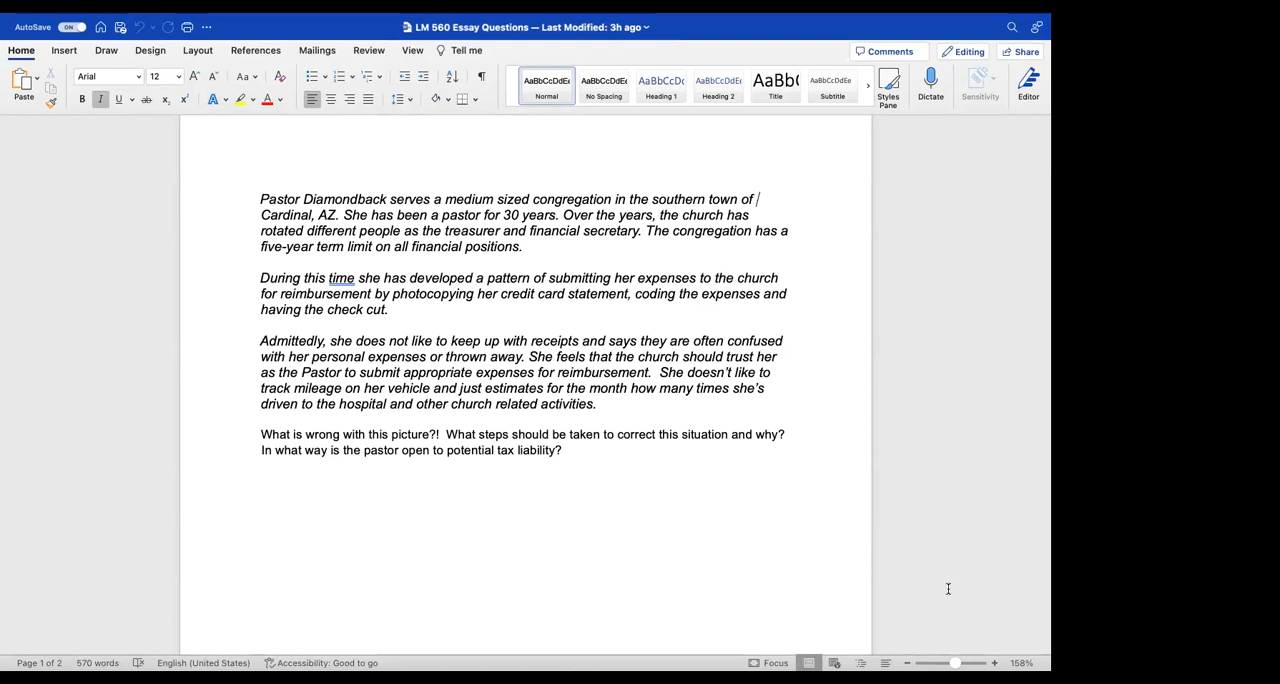 AutoSave ON LM 560 Essay Questions — Last Modified: 3h ago
Home Insert Draw Design Layout References Mailings Review View Tell me Comments Editing Share
Paste Arial 12 A A Aa A AaBbCcDdEe AaBbCcDdEe AaBbCcDc AaBbCcDdEe AaBb( AaBbCcDdEe
B I U ab x₂ x² A A Normal No Spacing Heading 1 Heading 2 Title Subtitle Styles Pane Dictate Sensitivity Editor
Pastor Diamondback serves a medium sized congregation in the southern town of
Cardinal, AZ. She has been a pastor for 30 years. Over the years, the church has
rotated different people as the treasurer and financial secretary. The congregation has a
five-year term limit on all financial positions.
During this time she has developed a pattern of submitting her expenses to the church
for reimbursement by photocopying her credit card statement, coding the expenses and
having the check cut.
Admittedly, she does not like to keep up with receipts and says they are often confused
with her personal expenses or thrown away. She feels that the church should trust her
as the Pastor to submit appropriate expenses for reimbursement. She doesn't like to
track mileage on her vehicle and just estimates for the month how many times she's
driven to the hospital and other church related activities.
What is wrong with this picture?! What steps should be taken to correct this situation and why?
In what way is the pastor open to potential tax liability?
Page 1 of 2 570 words English (United States) Accessibility: Good to go Focus 158%